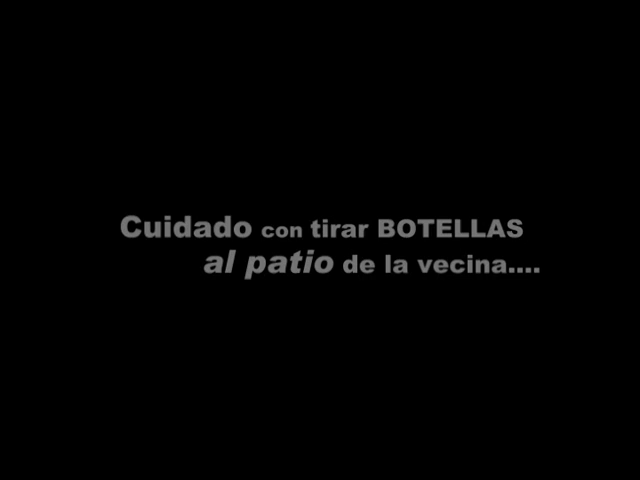 Cuidado con tirar BOTELLAS
al patio de la vecina....